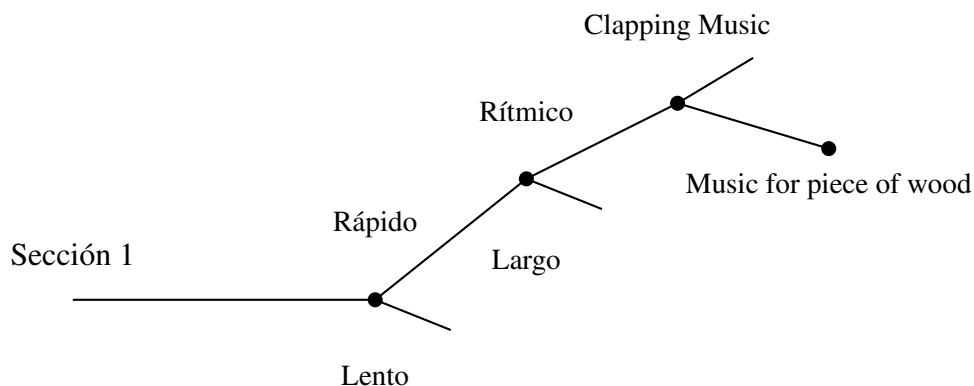 Clapping Music
Rítmico
Music for piece of wood
Rápido
Largo
Sección 1
Lento